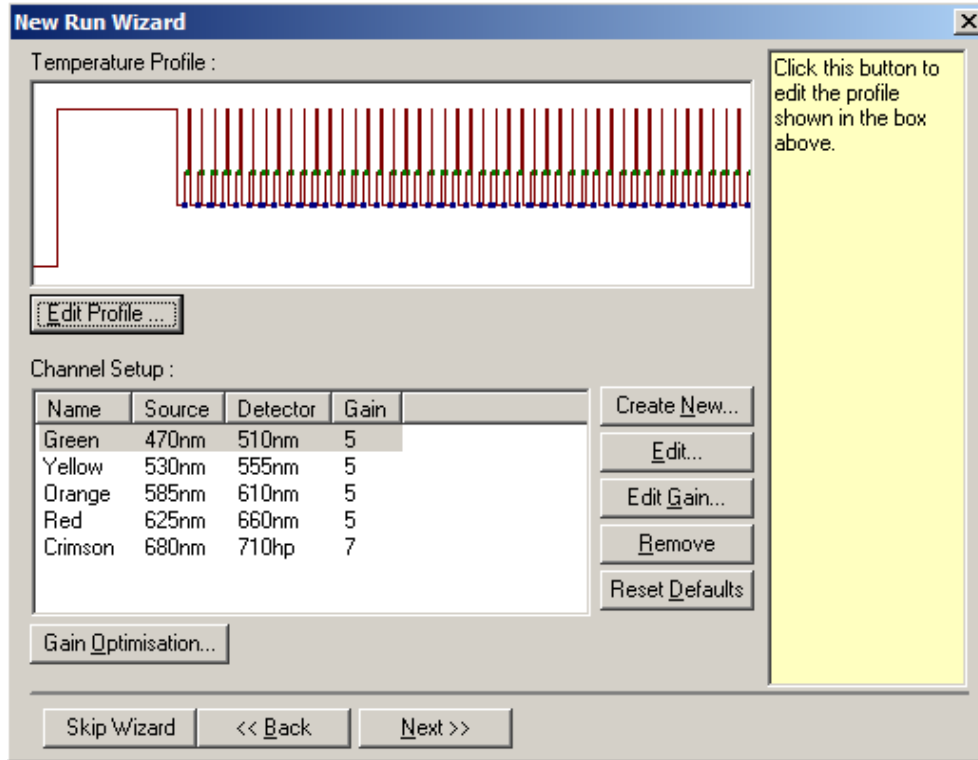 New Run Wizard
Temperature Profile :
Click this button to
edit the profile
shown in the box
above.
Edit Profile ...
Channel Setup :
Name Source Detector Gain
Green 470nm 510nm 5
Yellow 530nm 555nm 5
Orange 585nm 610nm 5
Red 625nm 660nm 5
Crimson 680nm 710hp 7
Create New...
Edit...
Edit Gain...
Remove
Reset Defaults
Gain Optimisation...
Skip Wizard << Back Next >>